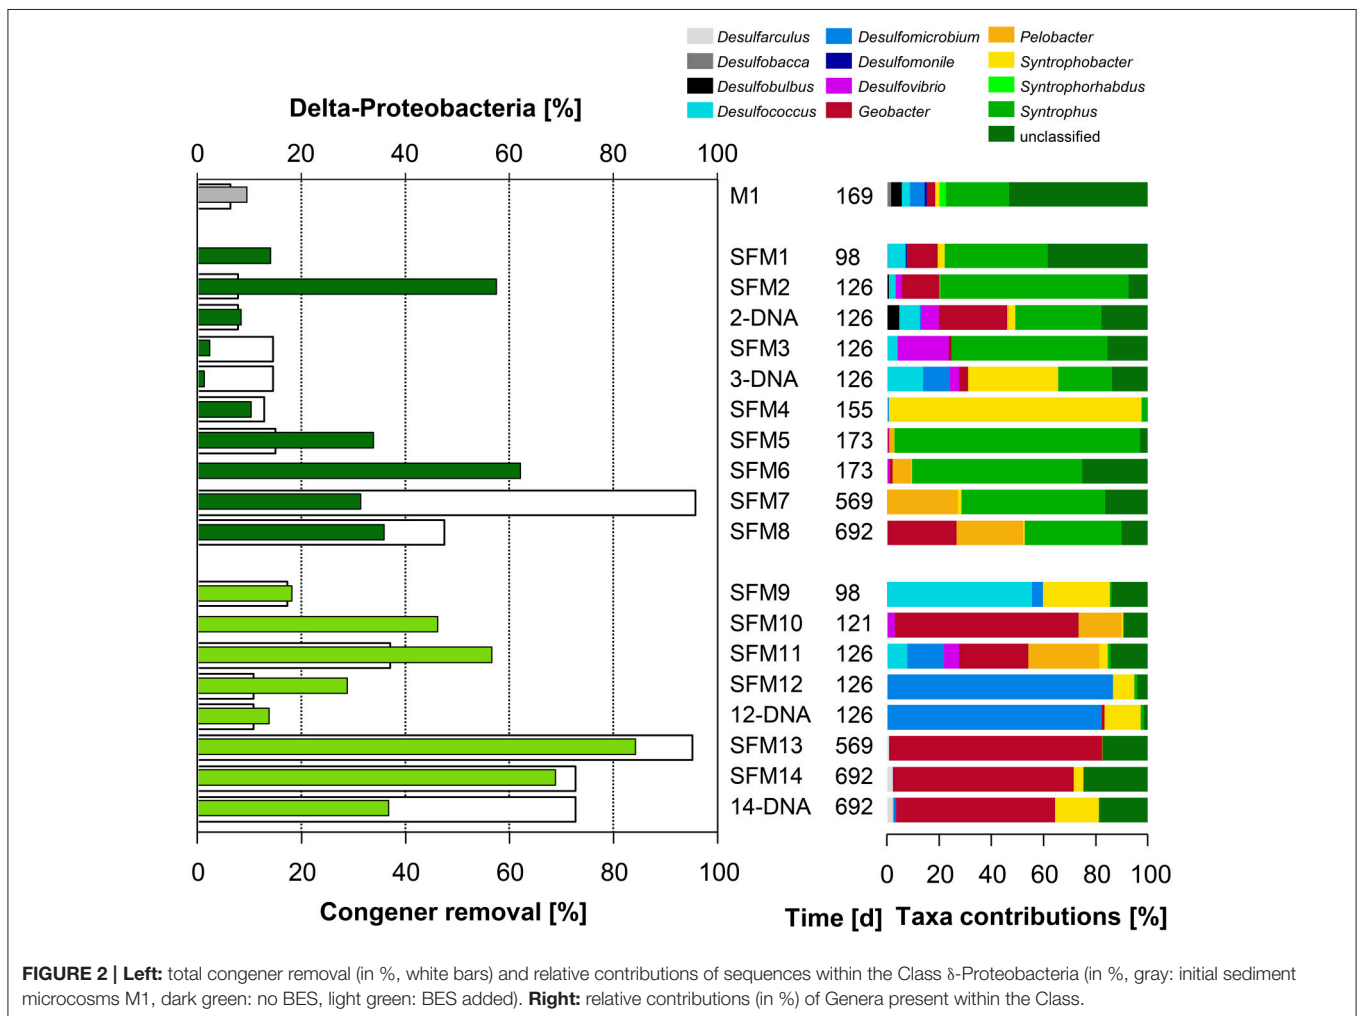 Desulfarculus Desulfomicrobium Pelobacter
Desulfobacca Desulfomonile Syntrophobacter
Desulfobulbus Desulfovibrio Syntrophorhabdus
Desulfococcus Geobacter Syntrophus
unclassified
Delta-Proteobacteria [%]
0 20 40 60 80 100
M1 169
SFM1 98
SFM2 126
2-DNA 126
SFM3 126
3-DNA 126
SFM4 155
SFM5 173
SFM6 173
SFM7 569
SFM8 692
SFM9 98
SFM10 121
SFM11 126
SFM12 126
12-DNA 126
SFM13 569
SFM14 692
14-DNA 692
0 20 40 60 80 100 0 20 40 60 80 100
Congener removal [%] Time [d] Taxa contributions [%]
FIGURE 2 | Left: total congener removal (in %, white bars) and relative contributions of sequences within the Class δ-Proteobacteria (in %, gray: initial sediment
microcosms M1, dark green: no BES, light green: BES added). Right: relative contributions (in %) of Genera present within the Class.